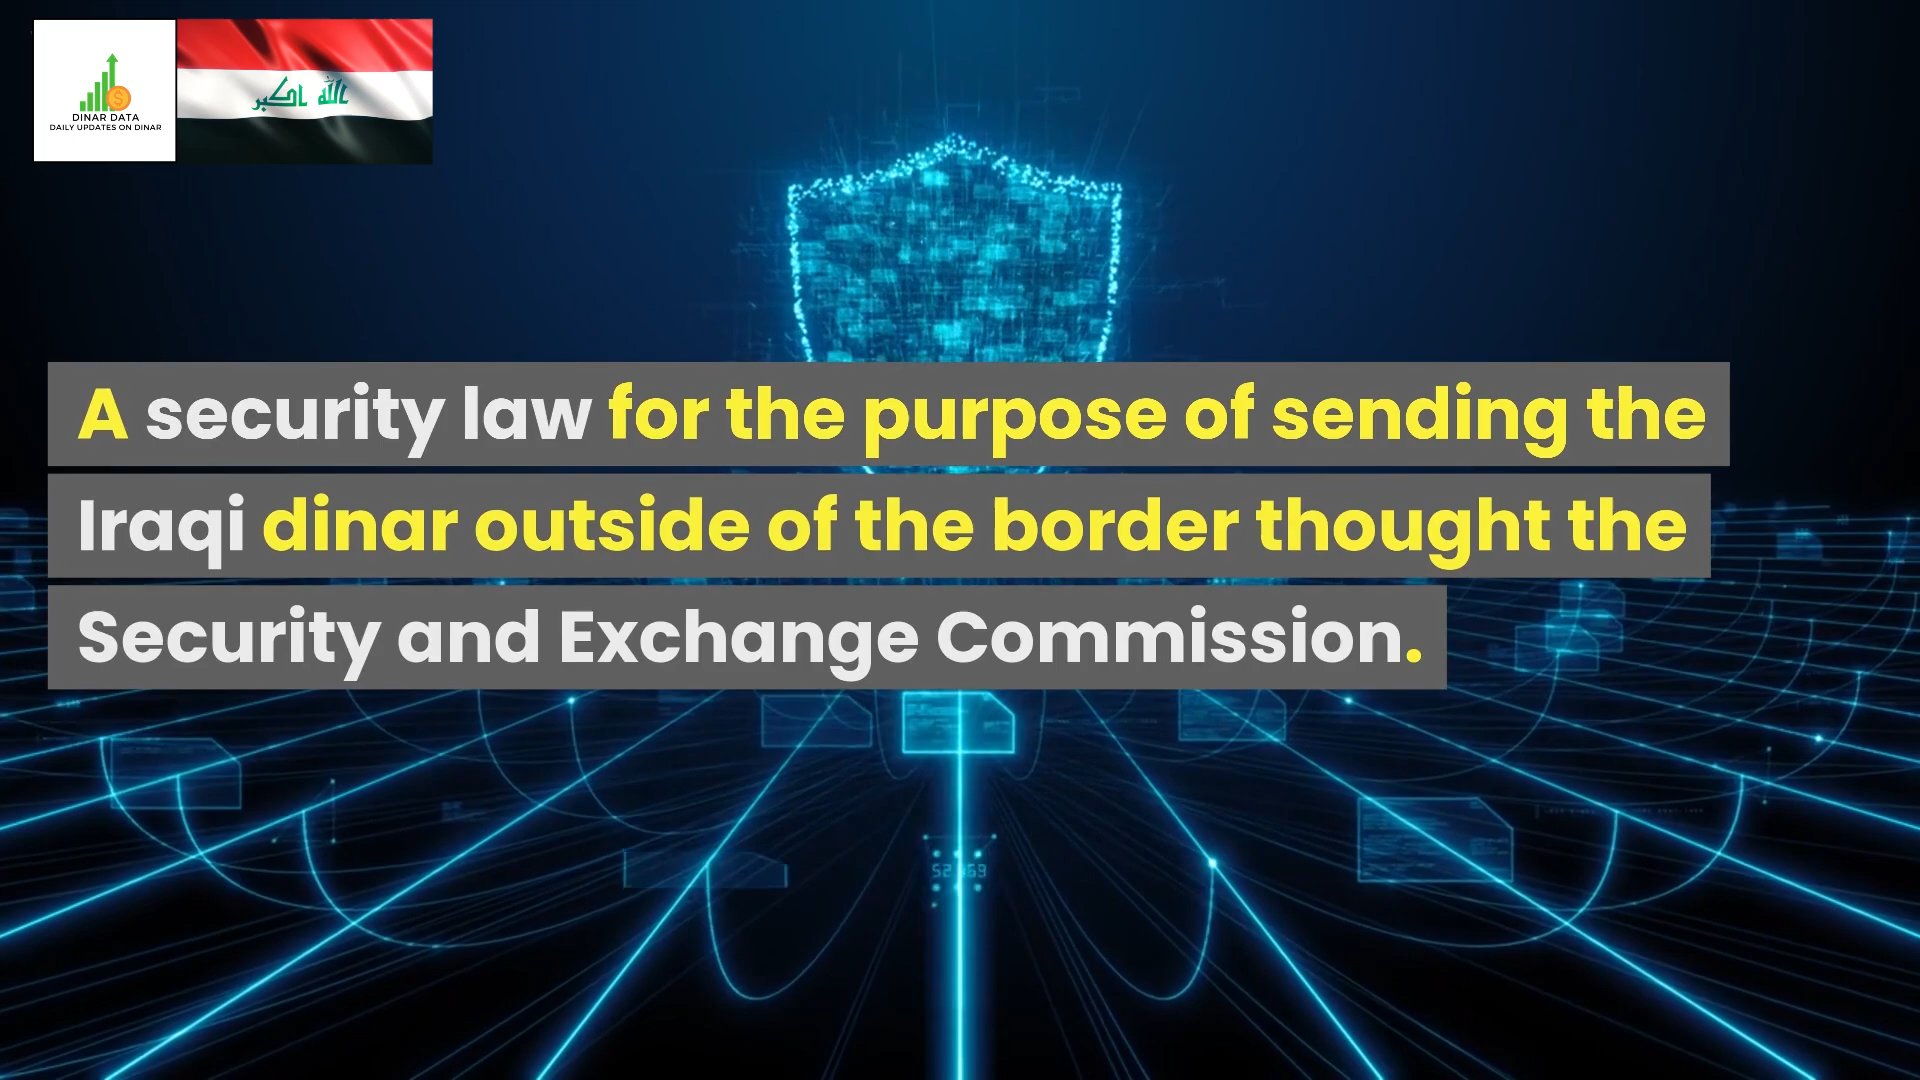 DINAR DATA
DAILY UPDATES ON DINAR
الله اكبر
A security law for the purpose of sending the
Iraqi dinar outside of the border thought the
Security and Exchange Commission.